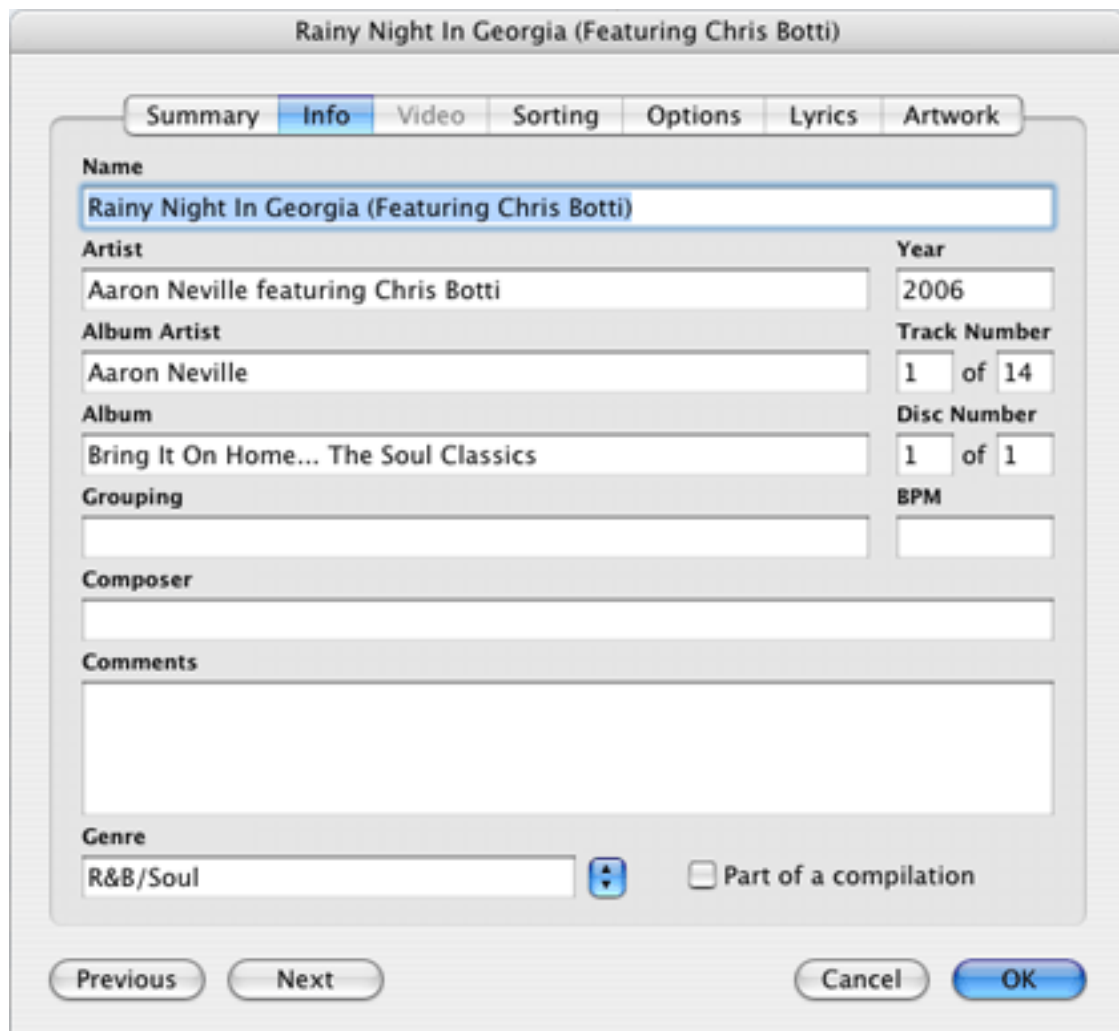 Rainy Night In Georgia (Featuring Chris Botti)
Summary Info Video Sorting Options Lyrics Artwork
Name
Rainy Night In Georgia (Featuring Chris Botti)
Artist Year
Aaron Neville featuring Chris Botti 2006
Album Artist Track Number
Aaron Neville 1 of 14
Album Disc Number
Bring It On Home... The Soul Classics 1 of 1
Grouping BPM
Composer
Comments
Genre
R&B/Soul Part of a compilation
Previous Next Cancel OK